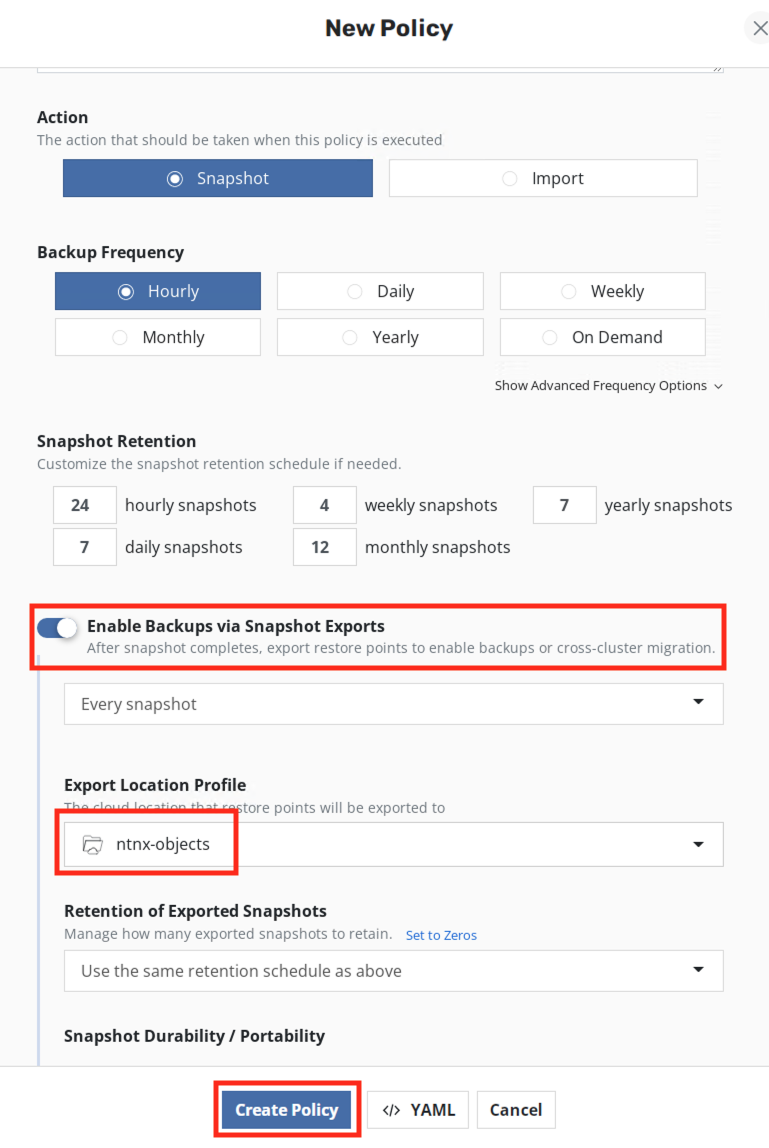 New Policy
Action
The action that should be taken when this policy is executed
Snapshot
Import
Backup Frequency
Hourly
Daily
Weekly
Monthly
Yearly
On Demand
Show Advanced Frequency Options
Snapshot Retention
Customize the snapshot retention schedule if needed.
24 hourly snapshots
4 weekly snapshots
7 yearly snapshots
7 daily snapshots
12 monthly snapshots
Enable Backups via Snapshot Exports
After snapshot completes, export restore points to enable backups or cross-cluster migration.
Every snapshot
Export Location Profile
The cloud location that restore points will be exported to
ntnx-objects
Retention of Exported Snapshots
Manage how many exported snapshots to retain. Set to Zeros
Use the same retention schedule as above
Snapshot Durability / Portability
Create Policy
</> YAML
Cancel